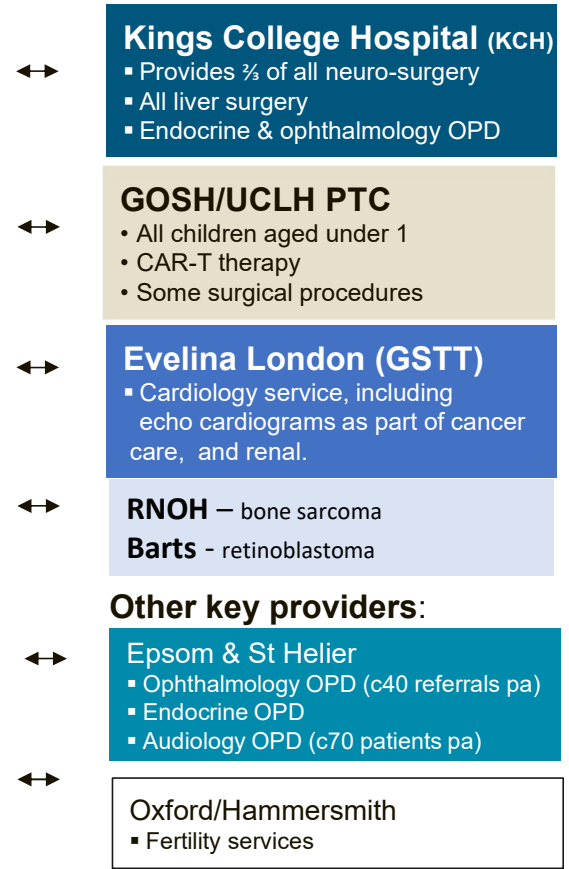 Kings College Hospital (KCH)
▪ Provides ⅔ of all neuro-surgery
▪ All liver surgery
▪ Endocrine & ophthalmology OPD
GOSH/UCLH PTC
• All children aged under 1
• CAR-T therapy
• Some surgical procedures
Evelina London (GSTT)
▪ Cardiology service, including
echo cardiograms as part of cancer
care, and renal.
RNOH – bone sarcoma
Barts - retinoblastoma
Other key providers:
Epsom & St Helier
▪ Ophthalmology OPD (c40 referrals pa)
▪ Endocrine OPD
▪ Audiology OPD (c70 patients pa)
Oxford/Hammersmith
▪ Fertility services